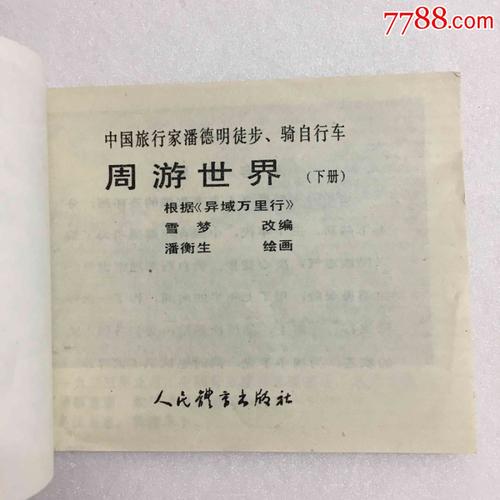 7788.com
中国旅行家潘德明徒步、骑自行车
周游世界(下册)
根据《异域万里行》
雪梦 改编
潘衡生 绘画
人民體育出版社